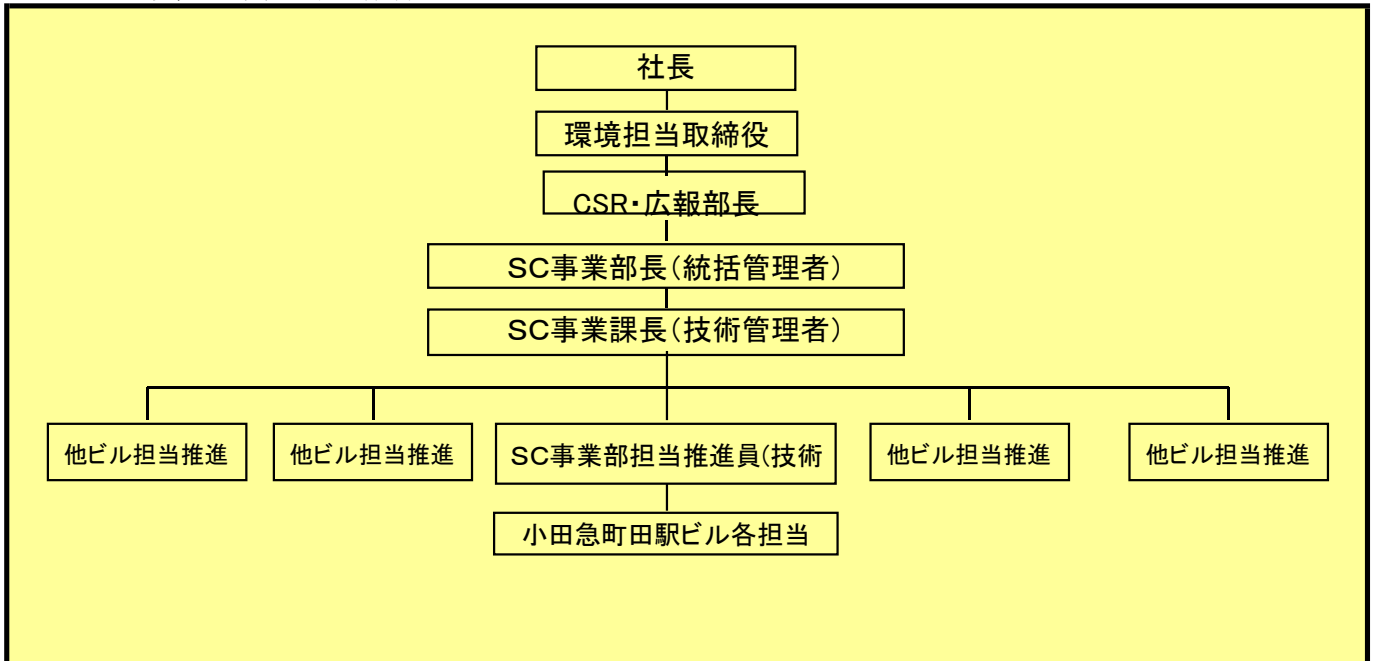 社長
環境担当取締役
CSR・広報部長
SC事業部長(統括管理者)
SC事業課長(技術管理者)
他ビル担当推進
他ビル担当推進
SC事業部担当推進員(技術
他ビル担当推進
他ビル担当推進
小田急町田駅ビル各担当